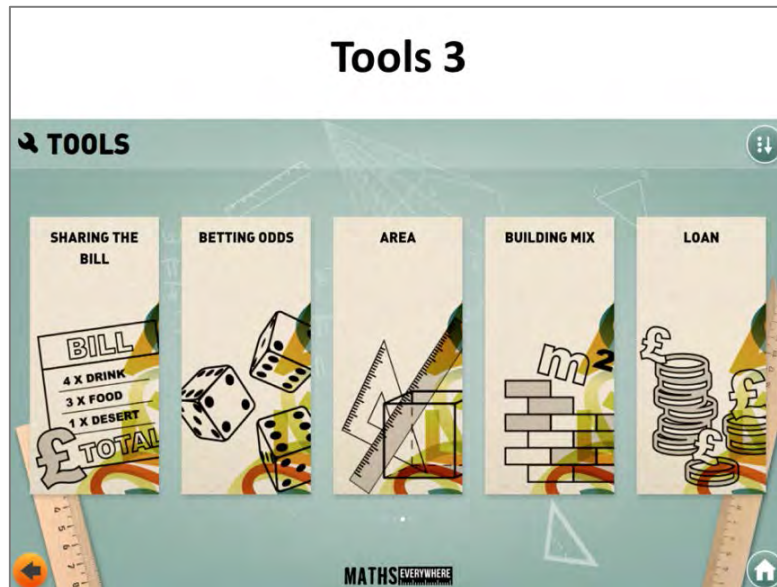 Tools 3
TOOLS
SHARING THE
BILL
BILL
4 X DRINK
3 X FOOD
1 X DESERT
£ TOTAL
BETTING ODDS
AREA
BUILDING MIX
m2
LOAN
£
£
£
MATHS EVERYWHERE